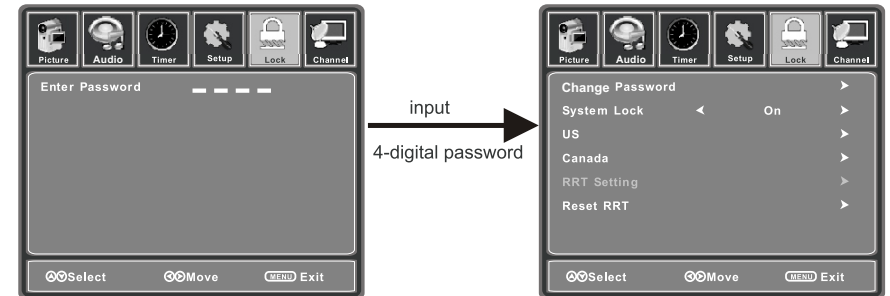 Picture Audio Timer Setup Lock Channel
Enter Password _ _ _ _
Select Move MENU Exit
input
4-digital password
Picture Audio Timer Setup Lock Channel
Change Password
System Lock On
US
Canada
RRT Setting
Reset RRT
Select Move MENU Exit